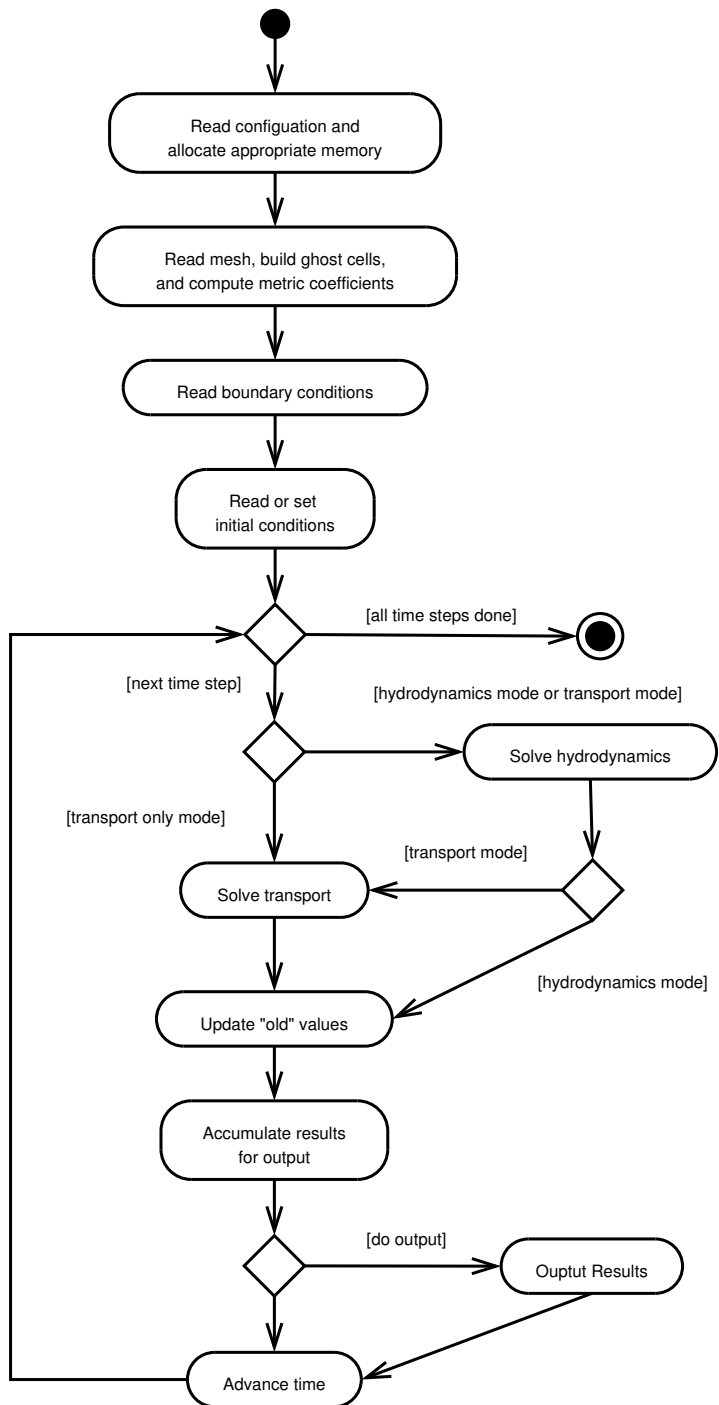 Read configuation and
allocate appropriate memory
Read mesh, build ghost cells,
and compute metric coefficients
Read boundary conditions
Read or set
initial conditions
[all time steps done]
[next time step]
[hydrodynamics mode or transport mode]
Solve hydrodynamics
[transport only mode]
[transport mode]
Solve transport
[hydrodynamics mode]
Update "old" values
Accumulate results
for output
[do output]
Ouptut Results
Advance time